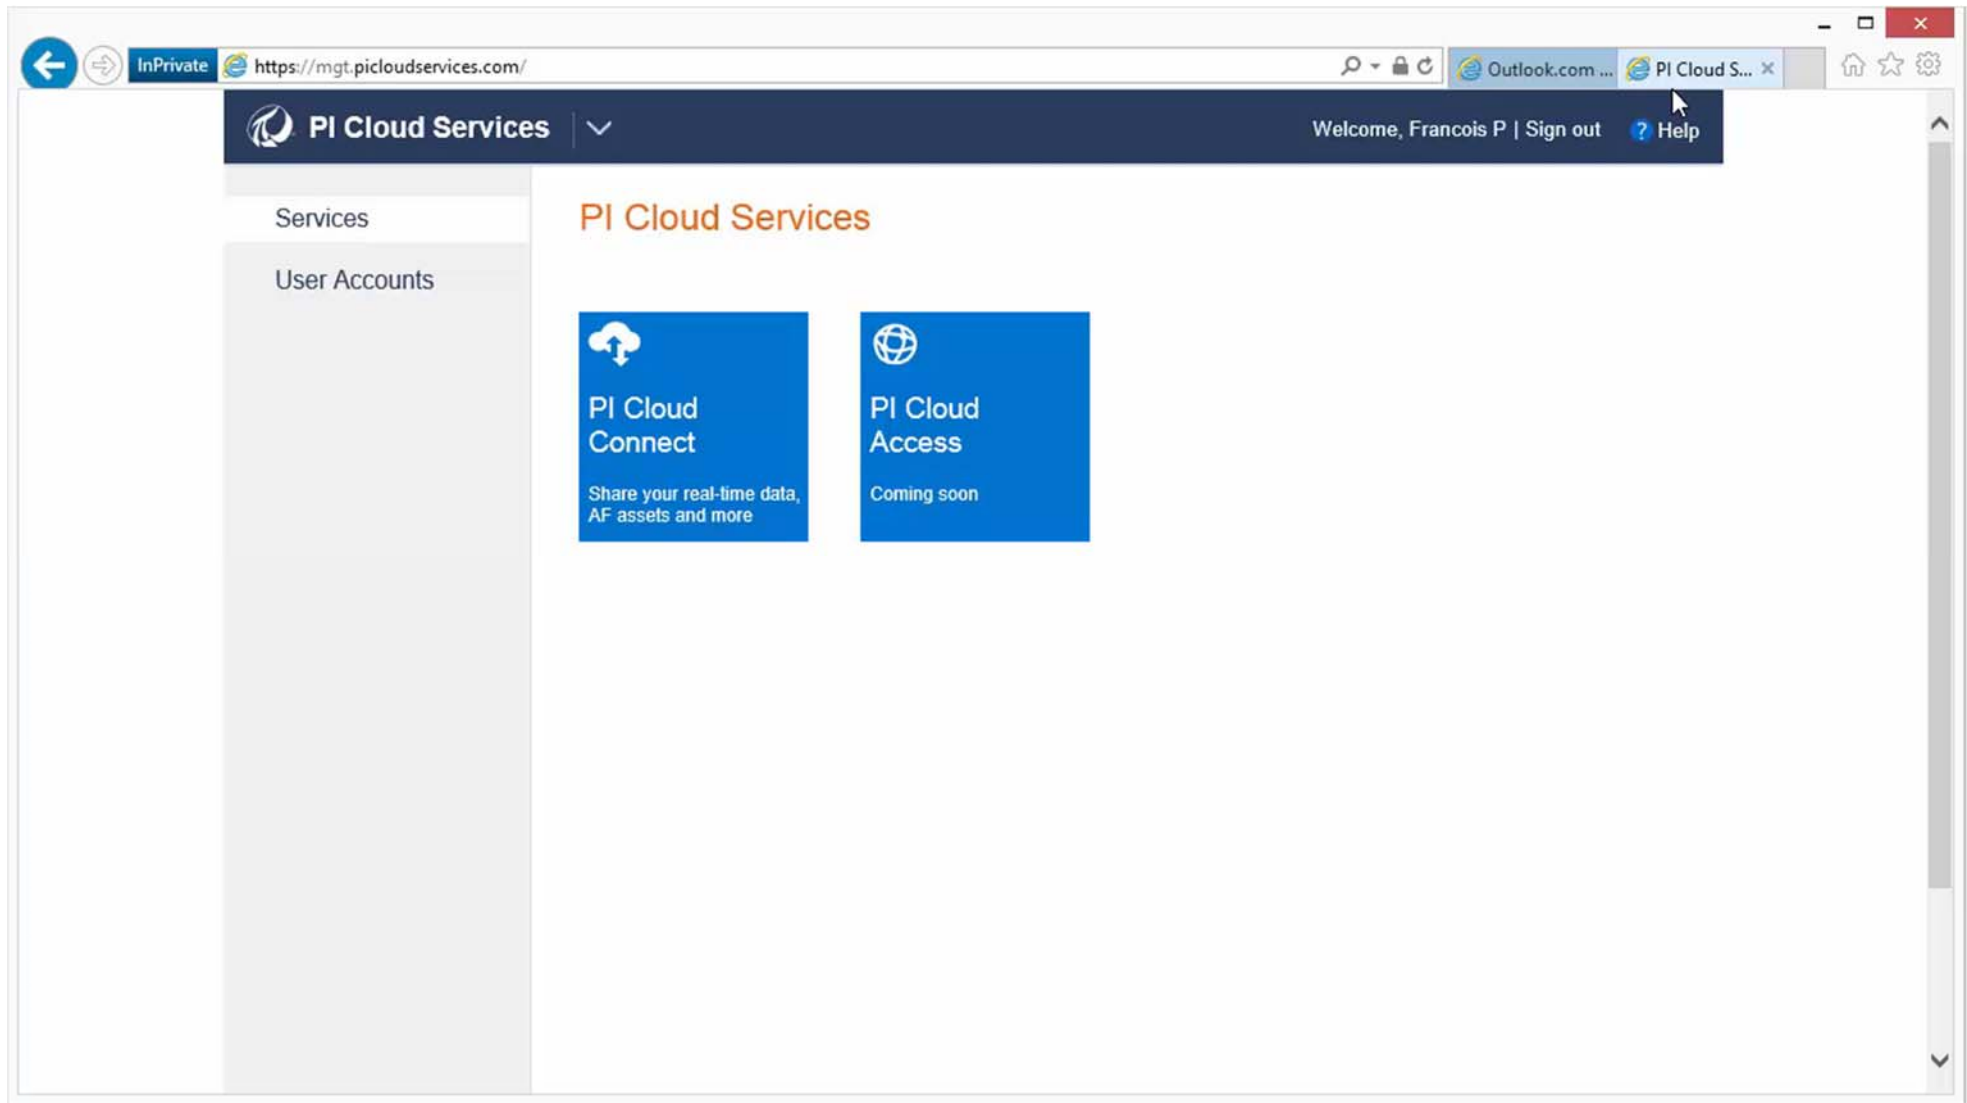 InPrivate https://mgt.picloudservices.com/ Outlook.com ... PI Cloud S...
PI Cloud Services Welcome, Francois P | Sign out ? Help
Services
User Accounts
PI Cloud Services
PI Cloud
Connect
Share your real-time data,
AF assets and more
PI Cloud
Access
Coming soon